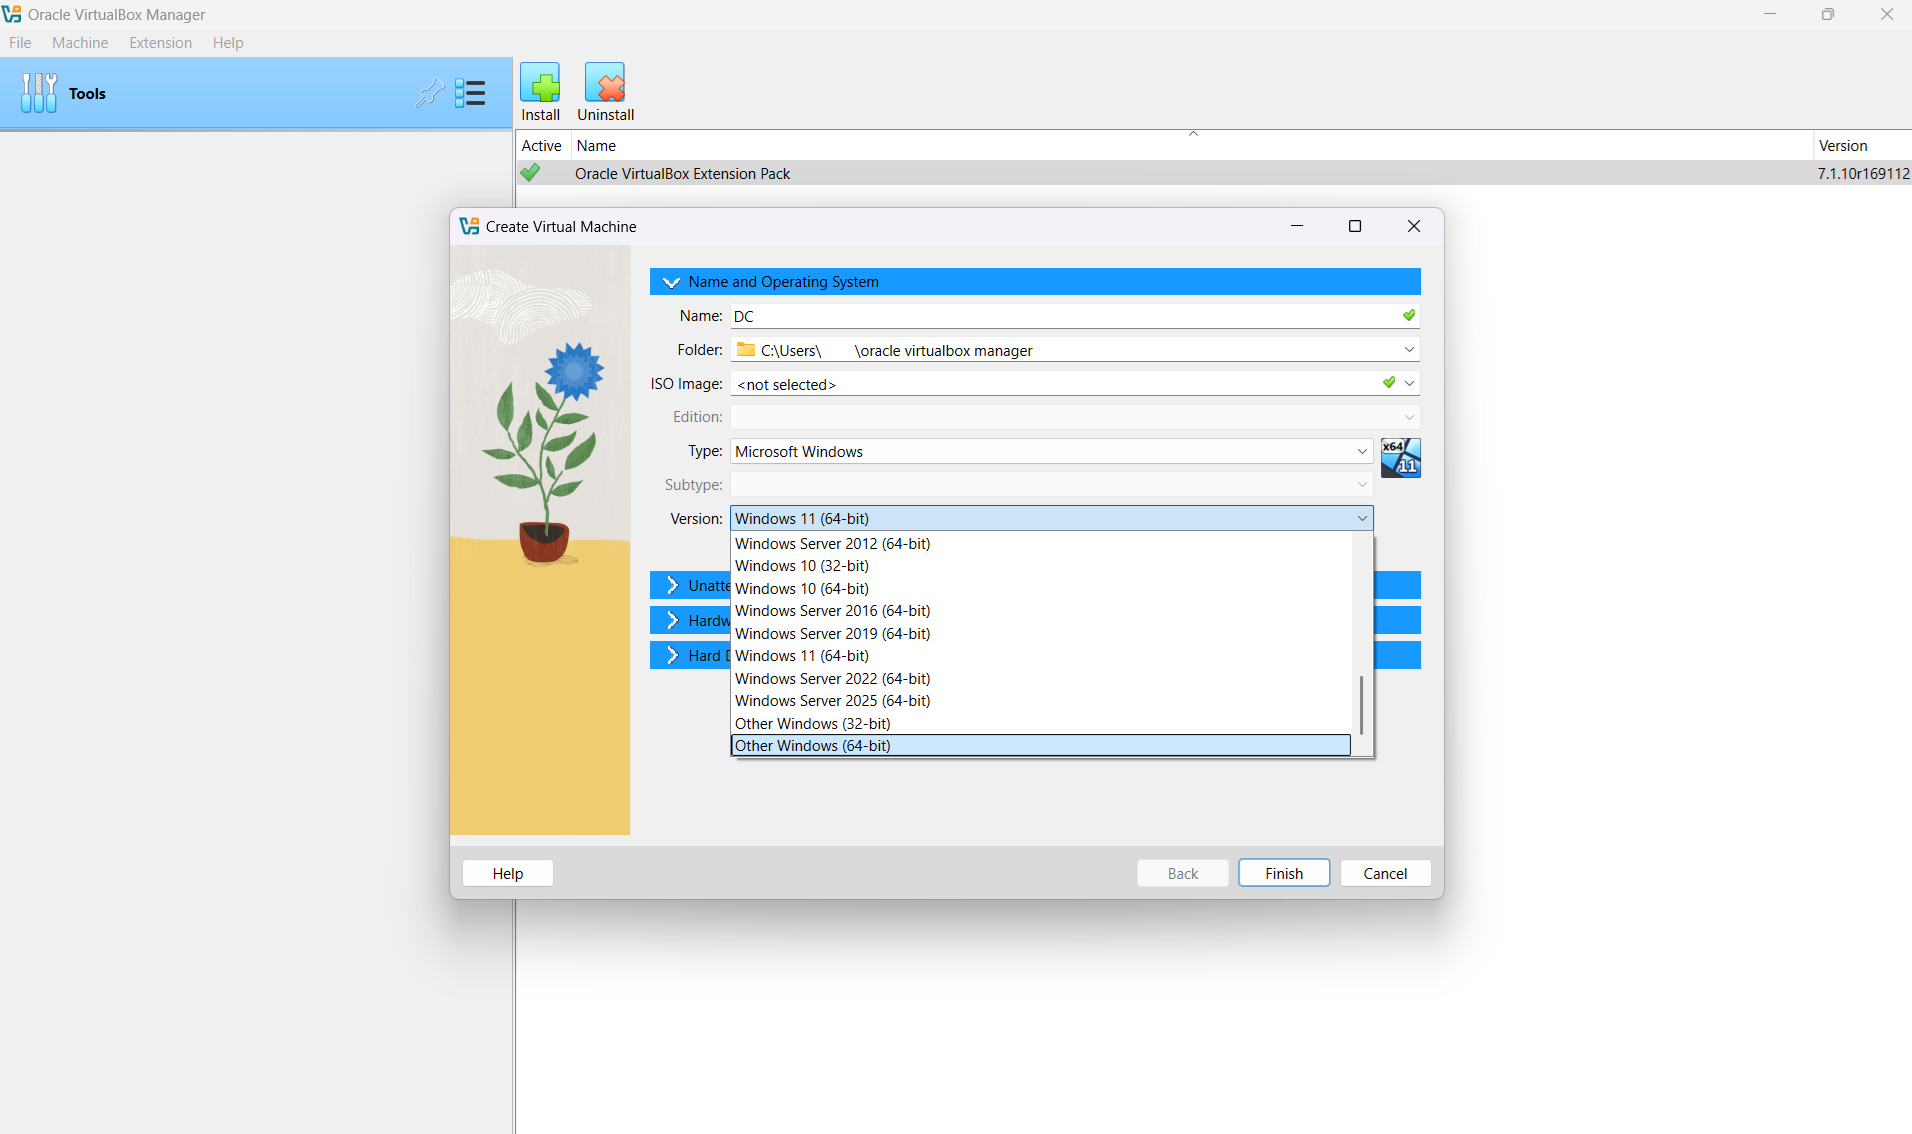 Oracle VirtualBox Manager
File Machine Extension Help
Tools
Install Uninstall
Active Name Version
Oracle VirtualBox Extension Pack 7.1.10r169112
Create Virtual Machine
Name and Operating System
Name: DC
Folder: C:\Users\ \oracle virtualbox manager
ISO Image: <not selected>
Edition:
Type: Microsoft Windows
x64
11
Subtype:
Version: Windows 11 (64-bit)
Windows Server 2012 (64-bit)
Windows 10 (32-bit)
Unatte
Windows 10 (64-bit)
Windows Server 2016 (64-bit)
Hardw
Windows Server 2019 (64-bit)
Hard D
Windows 11 (64-bit)
Windows Server 2022 (64-bit)
Windows Server 2025 (64-bit)
Other Windows (32-bit)
Other Windows (64-bit)
Help Back Finish Cancel